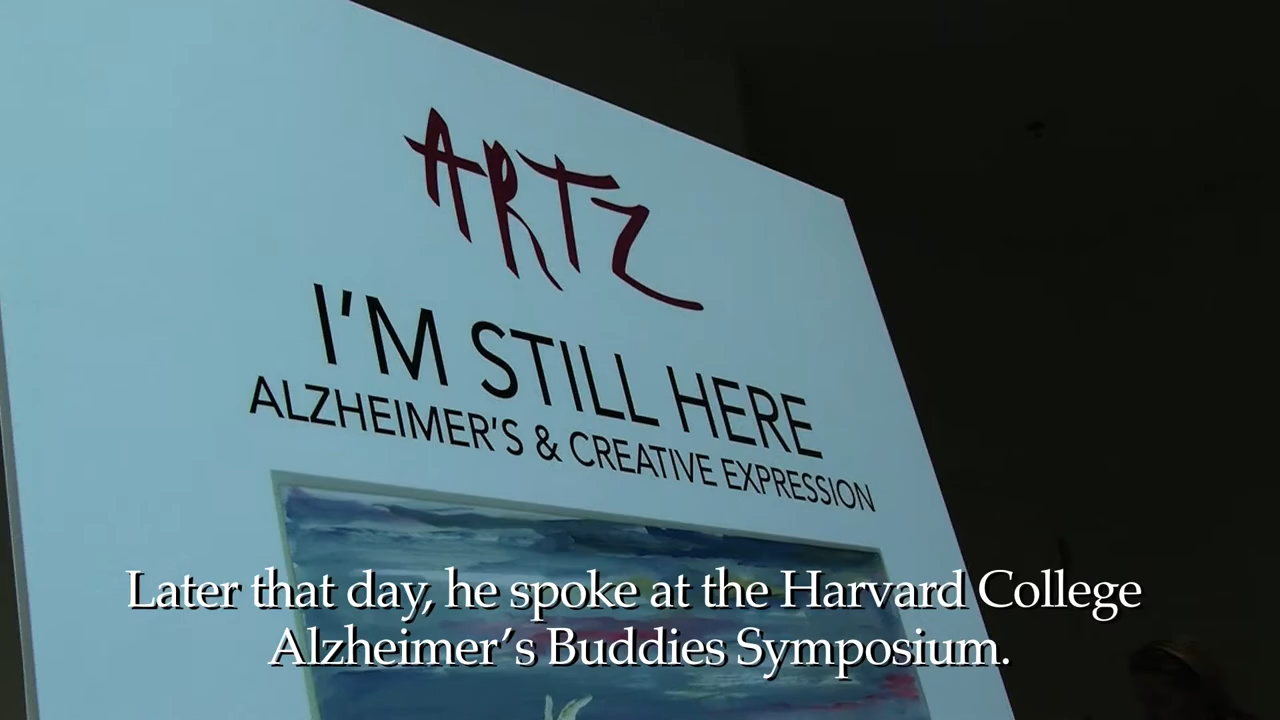 ARTZ
I'M STILL HERE
ALZHEIMER'S & CREATIVE EXPRESSION
Later that day, he spoke at the Harvard College
Alzheimer's Buddies Symposium.